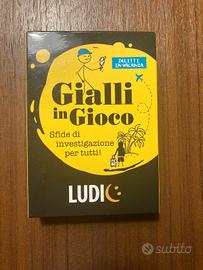 DELITTI
IN VACANZA
Gialli
in Gioco
Sfide di
investigazione
per tutti!
LUDIC
subito